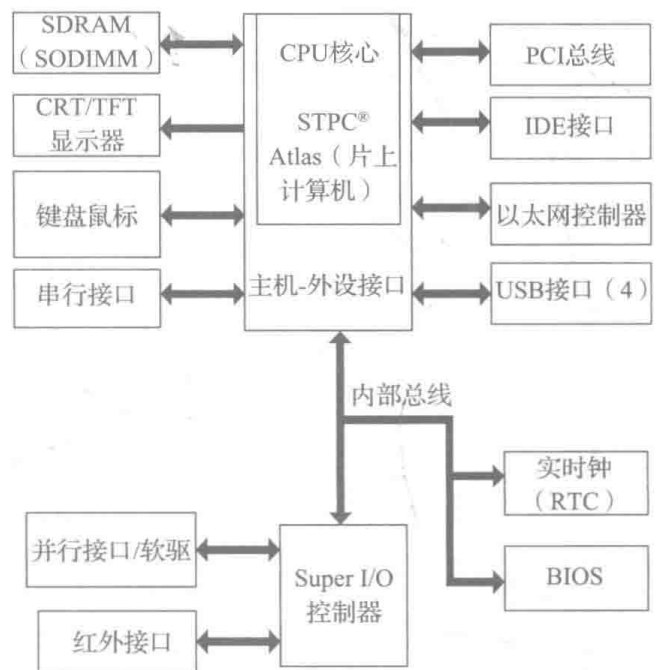 SDRAM
（SODIMM）
CRT/TFT
显示器
键盘鼠标
串行接口
CPU核心
STPC®
Atlas（片上
计算机）
主机-外设接口
PCI总线
IDE接口
以太网控制器
USB接口（4）
内部总线
实时钟
（RTC）
BIOS
并行接口/软驱
红外接口
Super I/O
控制器